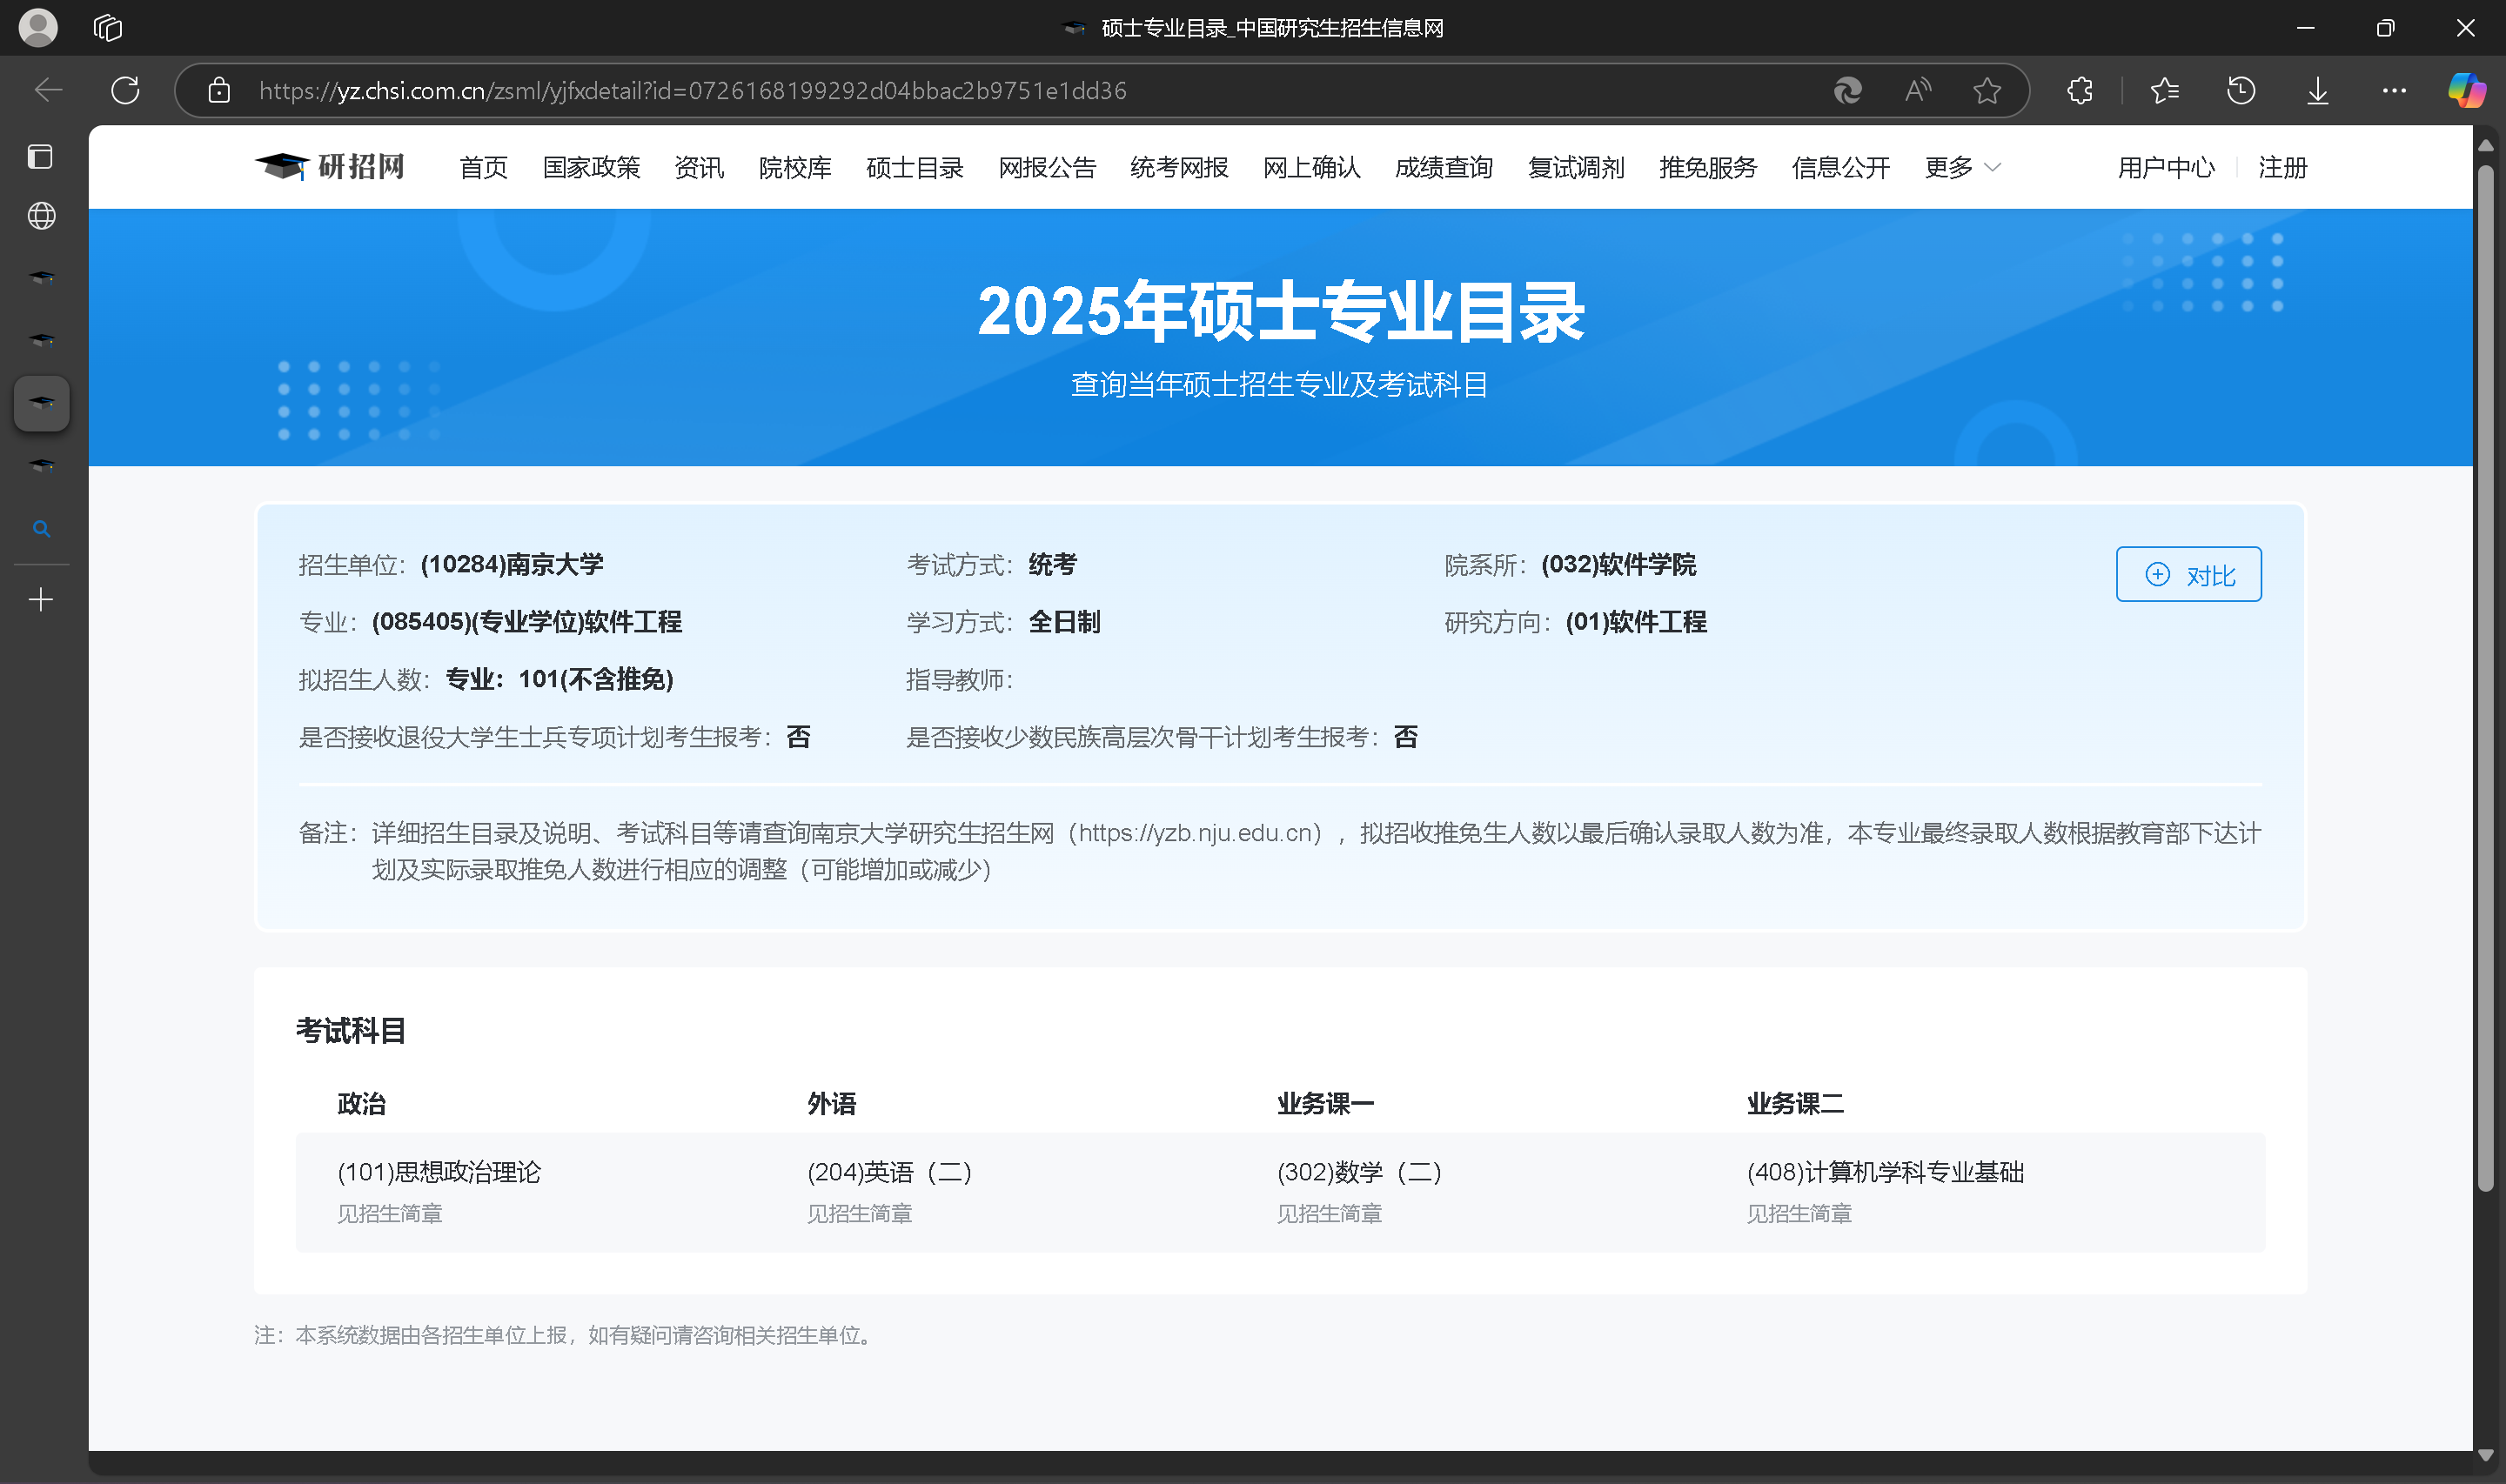 硕士专业目录_中国研究生招生信息网
https://yz.chsi.com.cn/zsml/yjfxdetail?id=0726168199292d04bbac2b9751e1dd36
研招网 首页 国家政策 资讯 院校库 硕士目录 网报公告 统考网报 网上确认 成绩查询 复试调剂 推免服务 信息公开 更多 用户中心 注册
2025年硕士专业目录
查询当年硕士招生专业及考试科目
招生单位：(10284)南京大学 考试方式：统考 院系所：(032)软件学院 对比
专业：(085405)(专业学位)软件工程 学习方式：全日制 研究方向：(01)软件工程
拟招生人数：专业：101(不含推免) 指导教师：
是否接收退役大学生士兵专项计划考生报考：否 是否接收少数民族高层次骨干计划考生报考：否
备注：详细招生目录及说明、考试科目等请查询南京大学研究生招生网（https://yzb.nju.edu.cn），拟招收推免生人数以最后确认录取人数为准，本专业最终录取人数根据教育部下达计
划及实际录取推免人数进行相应的调整（可能增加或减少）
考试科目
政治 外语 业务课一 业务课二
(101)思想政治理论 (204)英语（二） (302)数学（二） (408)计算机学科专业基础
见招生简章 见招生简章 见招生简章 见招生简章
注：本系统数据由各招生单位上报，如有疑问请咨询相关招生单位。